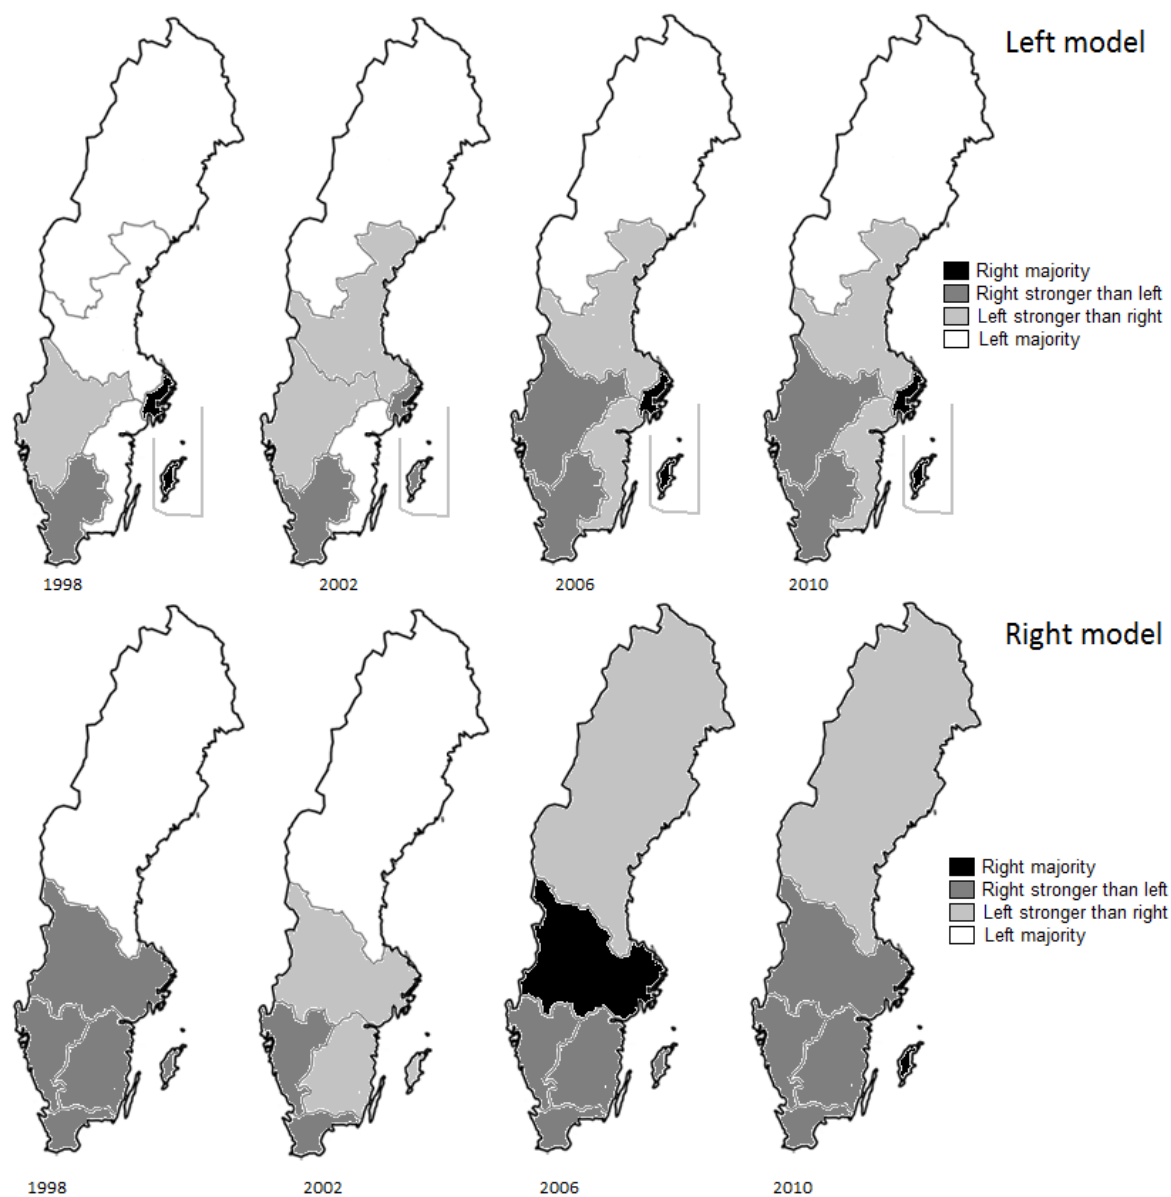 Left model
Right majority
Right stronger than left
Left stronger than right
Left majority
1998
2002
2006
2010
Right model
Right majority
Right stronger than left
Left stronger than right
Left majority
1998
2002
2006
2010